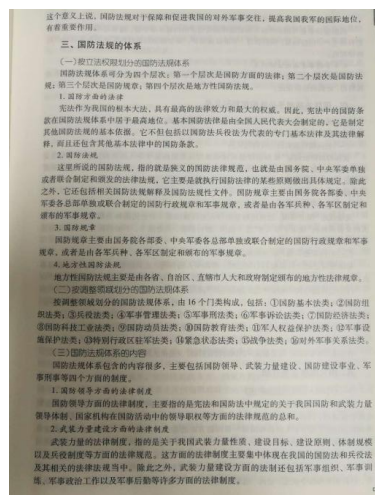 这个意义上说，国防法规对于保障和促进我国的对外军事交往，提高我国我军的国际地位，
有着重要作用。
三、国防法规的体系
(一)按立法权限划分的国防法规体系
国防法规体系可分为四个层次：第一个层次是国防方面的法律；第二个层次是国防法
规；第三个层次是国防规章；第四个层次是地方性国防法规。
1. 国防方面的法律
宪法作为我国的根本大法，具有最高的法律效力和最大的权威。因此，宪法中的国防条
款在国防法规体系中居于最高地位。基本国防法律是由全国人民代表大会制定的，它是制定
其他国防法规的基本依据。它不但包括以国防法兵役法为代表的专门基本法律及其法律解
释，而且还包含其他基本法律中的国防条款。
2. 国防法规
这里所说的国防法规，指的就是狭义的国防法律规范，也就是由国务院、中央军委单独
或者联合制定和颁发的法律法规，它主要是就执行国防法律的某些原则做出具体规定。除此
之外，它还包括相关国防法规解释及国防法规性文件。国防规章主要由国务院各部委、中央
军委各总部单独或联合制定的国防行政规章和军事规章，或者是由各军兵种、各军区制定和
颁布的军事规章。
3. 国防规章
国防规章主要由国务院各部委、中央军委各总部单独或联合制定的国防行政规章和军事
规章，或者是由各军兵种、各军区制定和颁布的军事规章。
4. 地方性国防法规
地方性国防法规主要是由各省、自治区、直辖市人大和政府制定颁布的地方性法律规章。
(二)按调整领域划分的国防法规体系
按调整领域划分的国防法规体系，由 16 个门类构成，包括：①国防基本法类；②国防组
织法类；③兵役法类；④军事管理法类；⑤军事刑法类；⑥军事诉讼法类；⑦国防经济法类；
⑧国防科技工业法类；⑨国防动员法类；⑩国防教育法类；⑪军人权益保护法类；⑫军事设
施保护法类；⑬特别行政区驻军法类；⑭紧急状态法类；⑮战争法类；⑯对外军事关系法类。
(三)国防法规体系的内容
国防法规体系包含的内容很多，主要包括国防领导、武装力量建设、国防建设事业、军
事刑事等四个方面的制度。
1. 国防领导方面的法律制度
国防领导方面的法律制度，主要指的是宪法和国防法中规定的关于我国国防和武装力量
领导体制、国家机构在国防活动中的领导职权等方面的法律规范的总和。
2. 武装力量建设方面的法律制度
武装力量的法律制度，指的是关于我国武装力量性质、建设目标、建设原则、体制规模
以及兵役制度等方面的法律规范。这方面的法律制度主要集中体现在我国的国防法和兵役法
及其相关的法律法规当中。除此之外，武装力量建设方面的法制还包括军事组织、军事训
练、军事政治工作以及军事后勤等许多方面的法律制度。